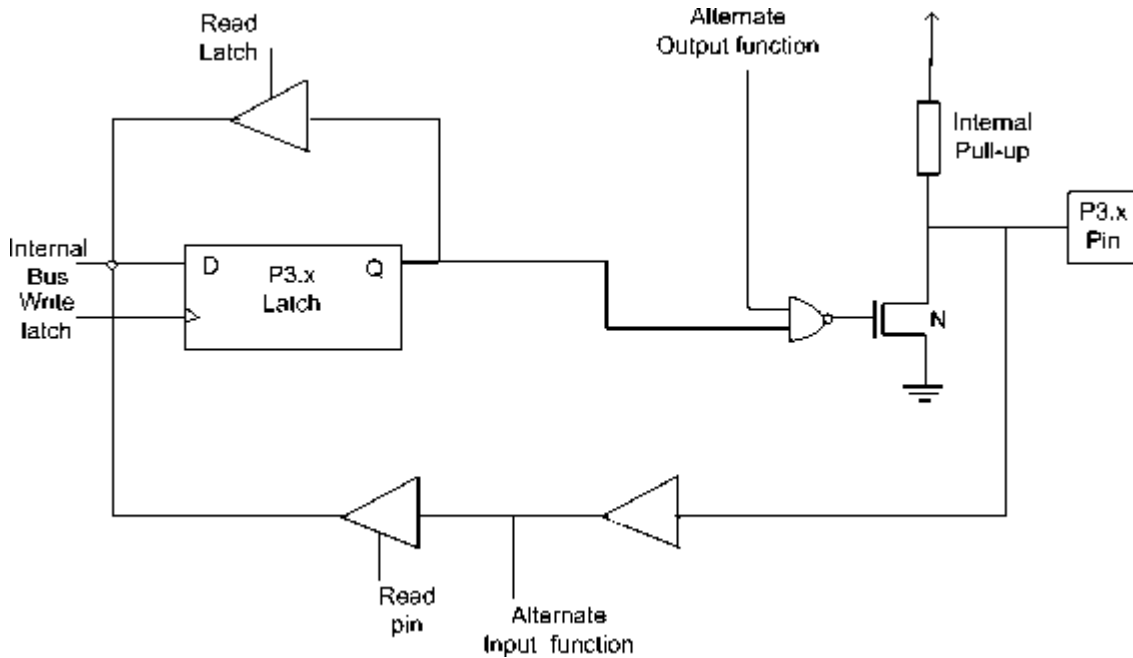 Read
Latch
Alternate
Output function
Internal
Pull-up
P3.x
Pin
Internal
Bus
Write
latch
D
Q
P3.x
Latch
N
Read
pin
Alternate
Input function